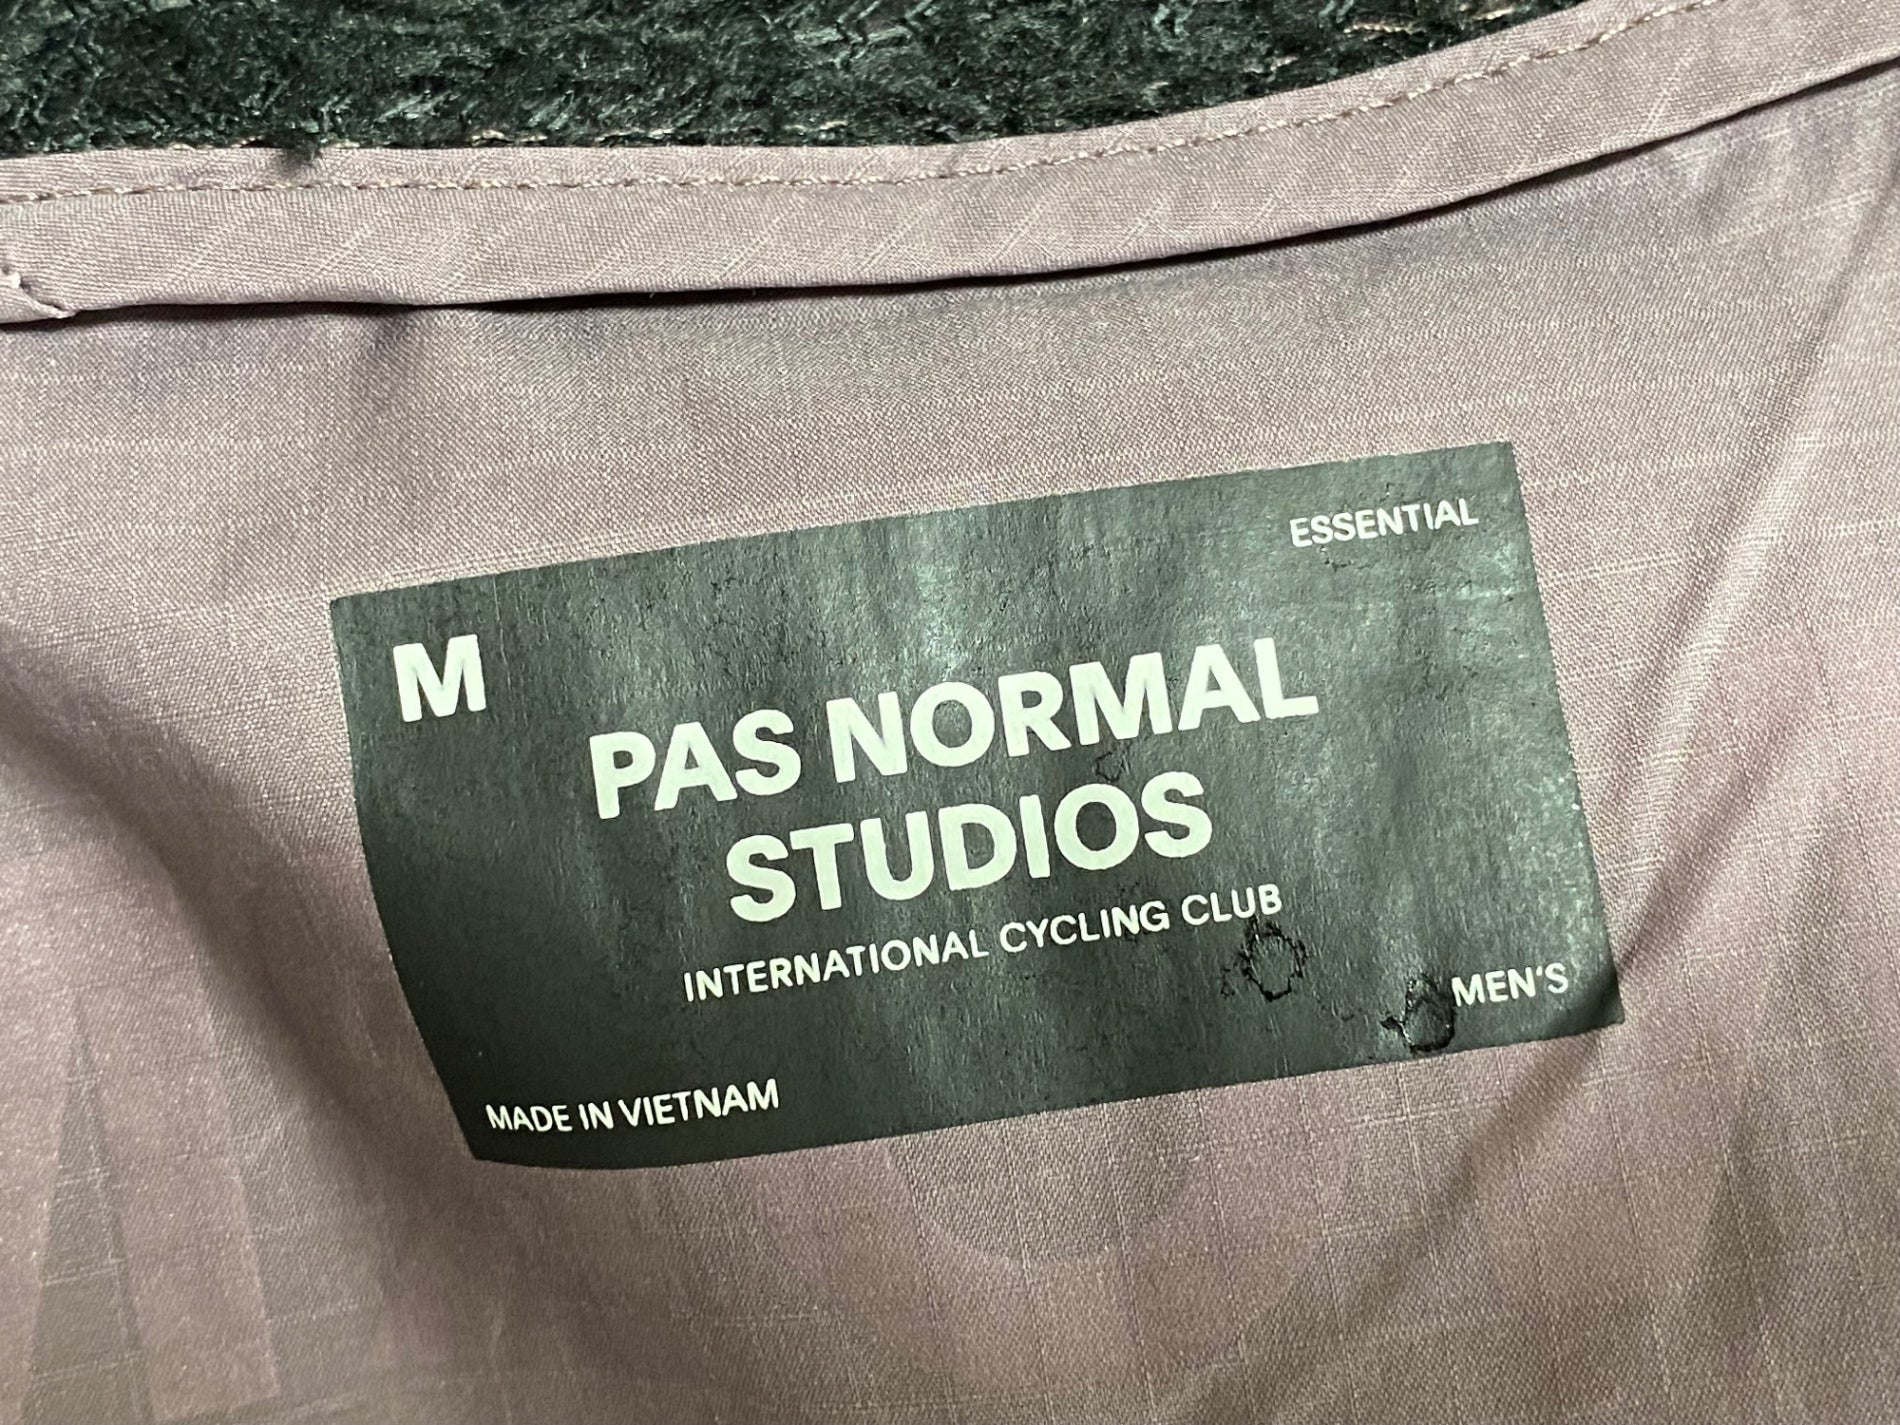 ESSENTIAL
M
PAS NORMAL
STUDIOS
INTERNATIONAL CYCLING CLUB
MEN'S
MADE IN VIETNAM